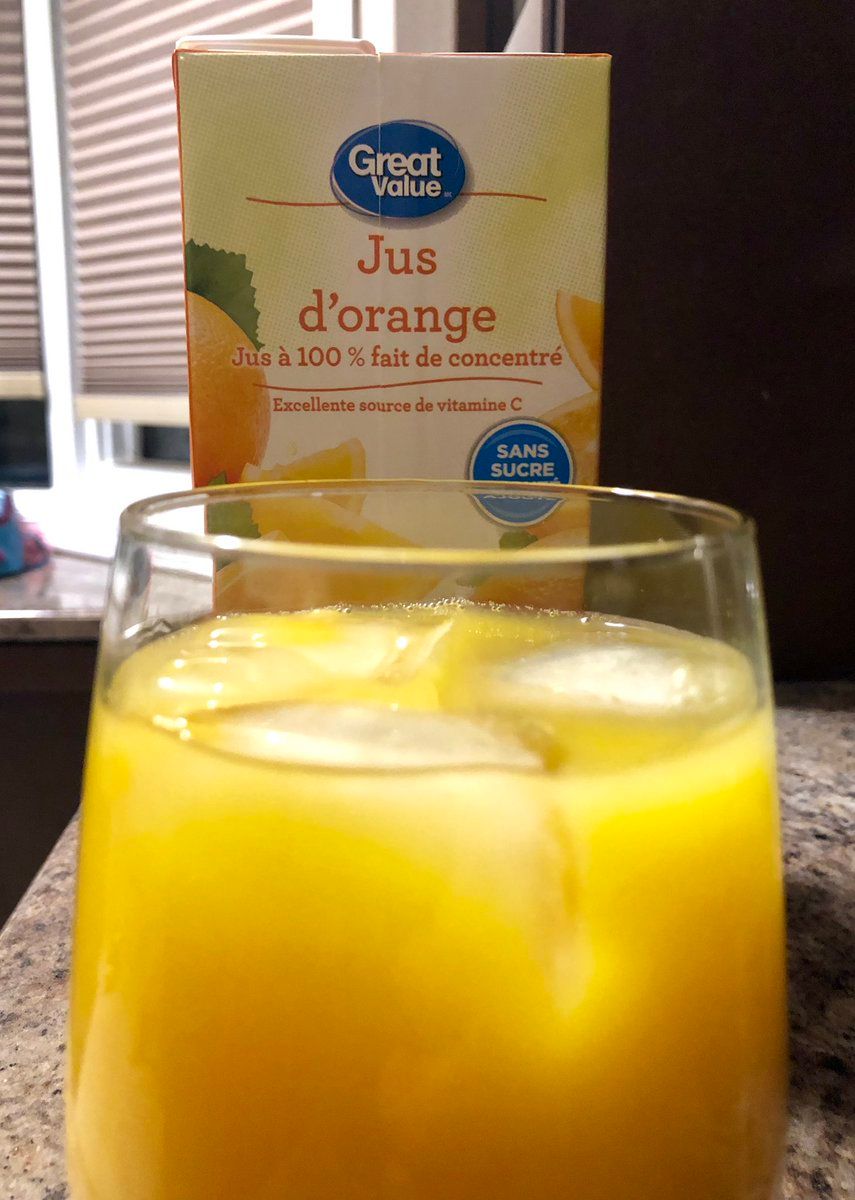 Great
Value
Jus
d'orange
Jus à 100 % fait de concentré
Excellente source de vitamine C
SANS
SUCRE